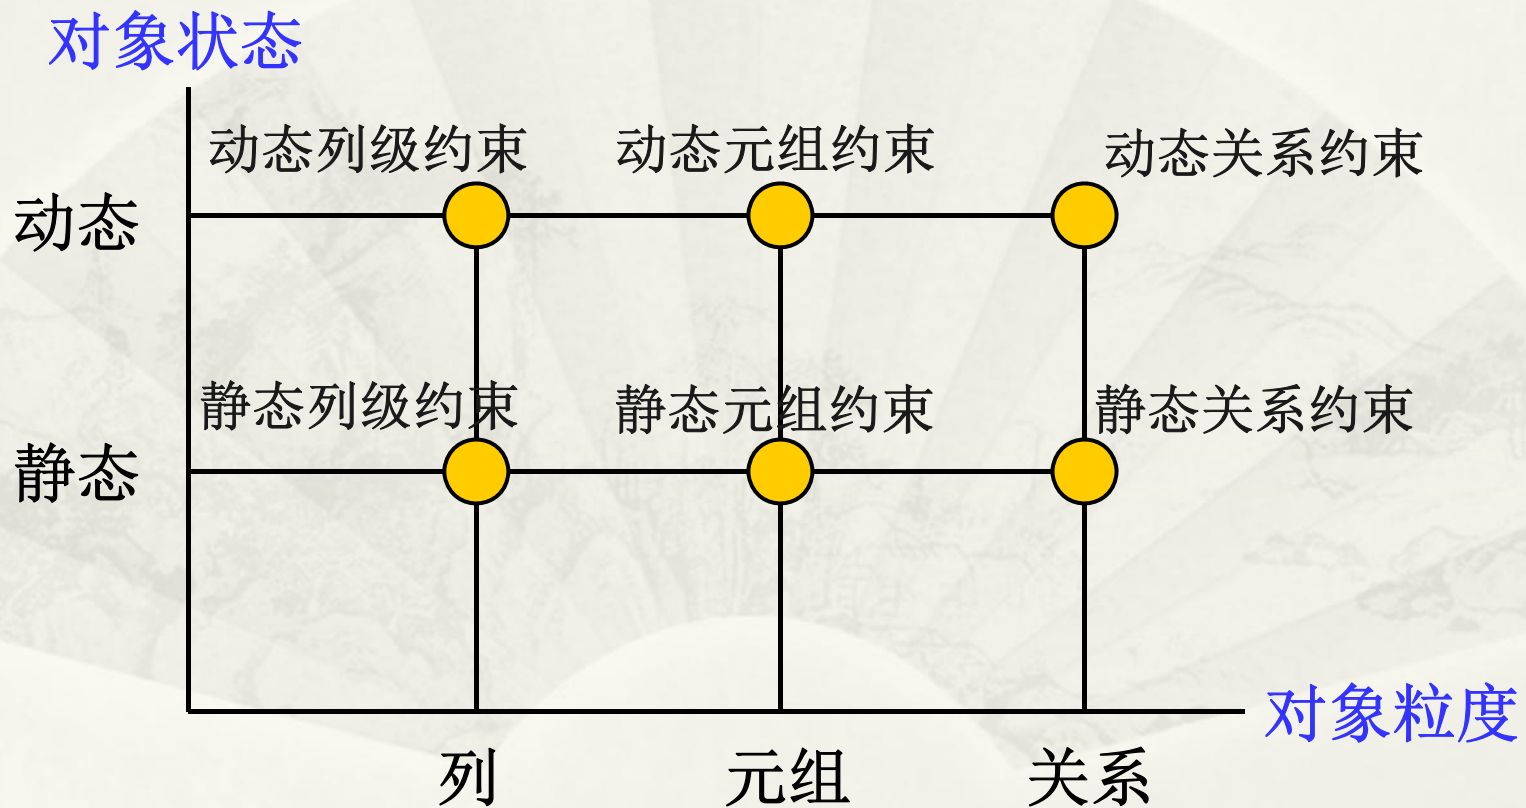 对象状态
动态列级约束
动态元组约束
动态关系约束
动态
静态列级约束
静态元组约束
静态关系约束
静态
对象粒度
列
元组
关系